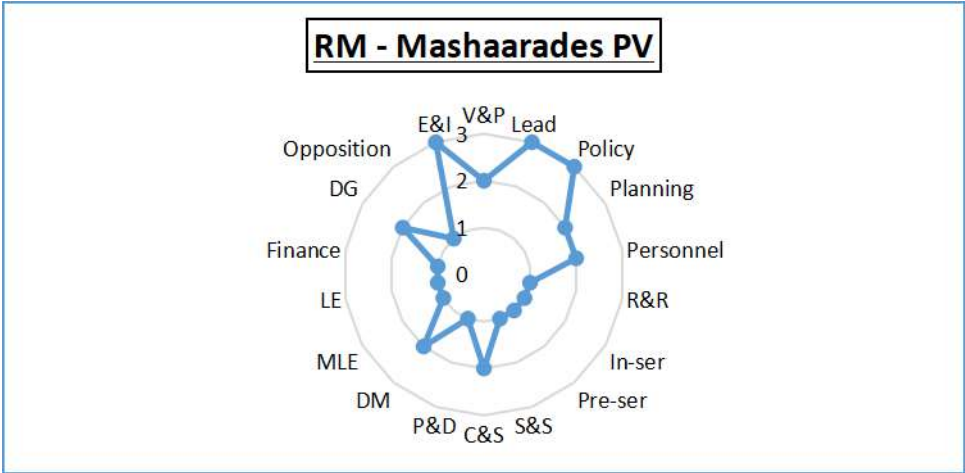 RM - Mashaarades PV
V&P
Lead
Policy
Planning
Personnel
R&R
In-ser
Pre-ser
S&S
C&S
P&D
DM
MLE
LE
Finance
DG
Opposition
E&I
3
2
1
0